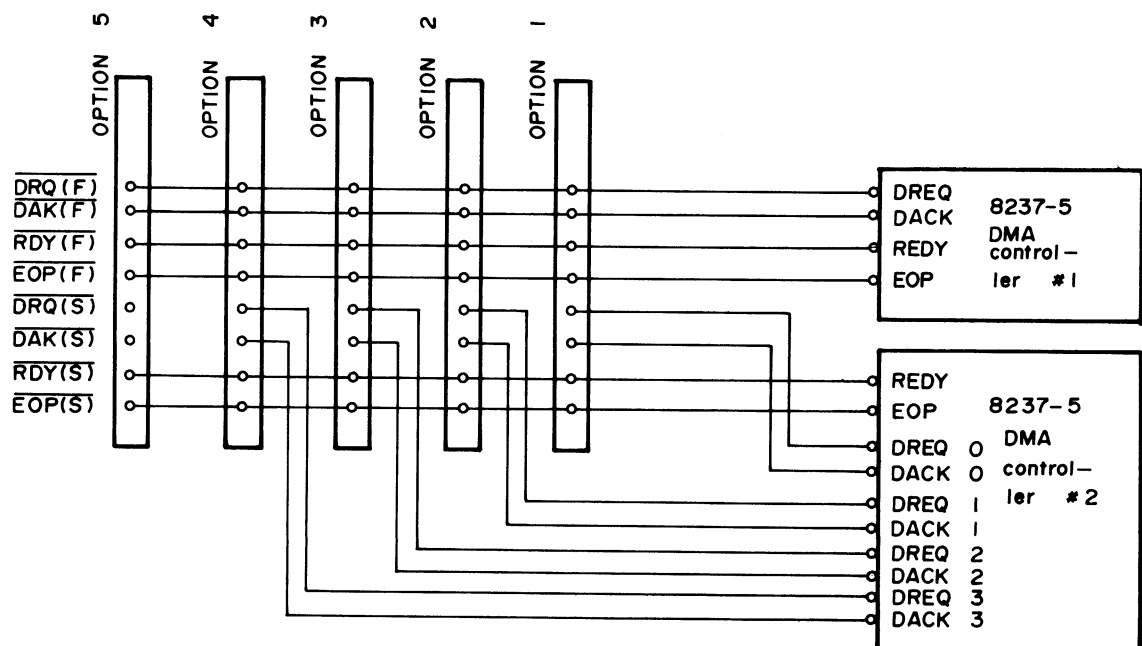 OPTION 5
OPTION 4
OPTION 3
OPTION 2
OPTION 1
DRQ(F)
DAK(F)
RDY(F)
EOP(F)
DRQ(S)
DAK(S)
RDY(S)
EOP(S)
DREQ
DACK
REDY
EOP
8237-5
DMA
control-
ler #1
REDY
EOP
DREQ 0
DACK 0
DREQ 1
DACK 1
DREQ 2
DACK 2
DREQ 3
DACK 3
8237-5
DMA
control-
ler #2